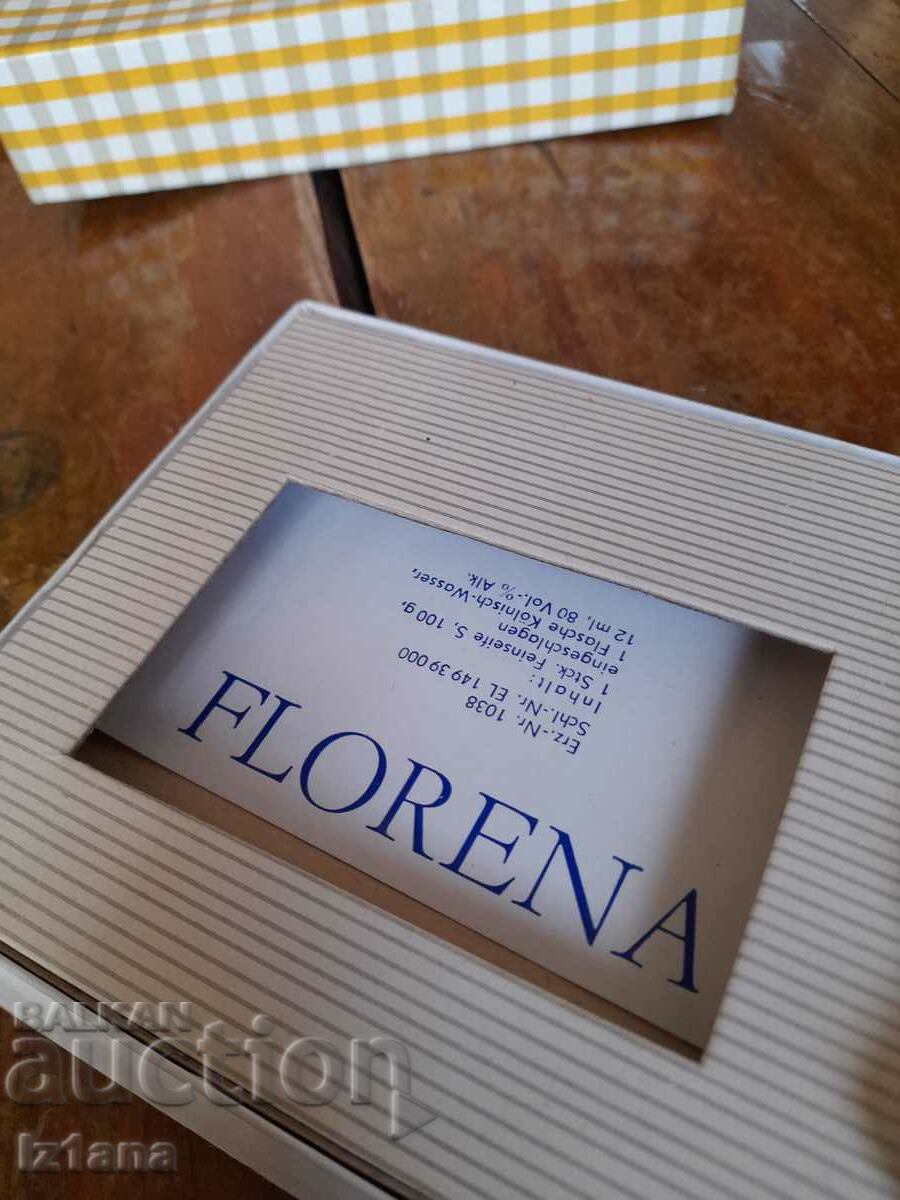 FLORENA
Erz.-Nr. 1038
Schl.-Nr. EL 149 39 000
Inhalt:
1 Stck. Feinseife S, 100 g,
eingeschlagen
1 Flasche Kölnisch-Wasser,
12 ml, 80 Vol.-% Alk.
BALKAN
auction
Iz1ana